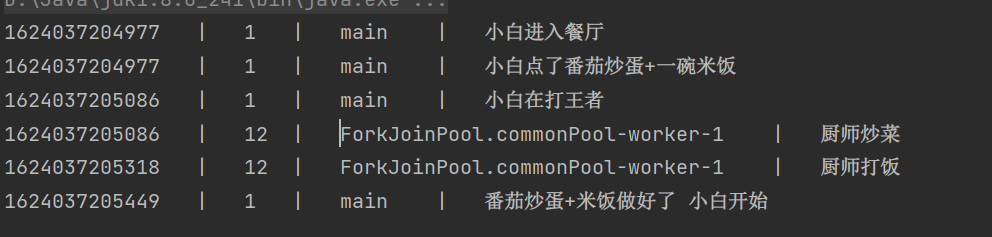 D:\Java\jdk1.8.0_241\bin\java.exe ...
1624037204977 | 1 | main | 小白进入餐厅
1624037204977 | 1 | main | 小白点了番茄炒蛋+一碗米饭
1624037205086 | 1 | main | 小白在打王者
1624037205086 | 12 | ForkJoinPool.commonPool-worker-1 | 厨师炒菜
1624037205318 | 12 | ForkJoinPool.commonPool-worker-1 | 厨师打饭
1624037205449 | 1 | main | 番茄炒蛋+米饭做好了 小白开始